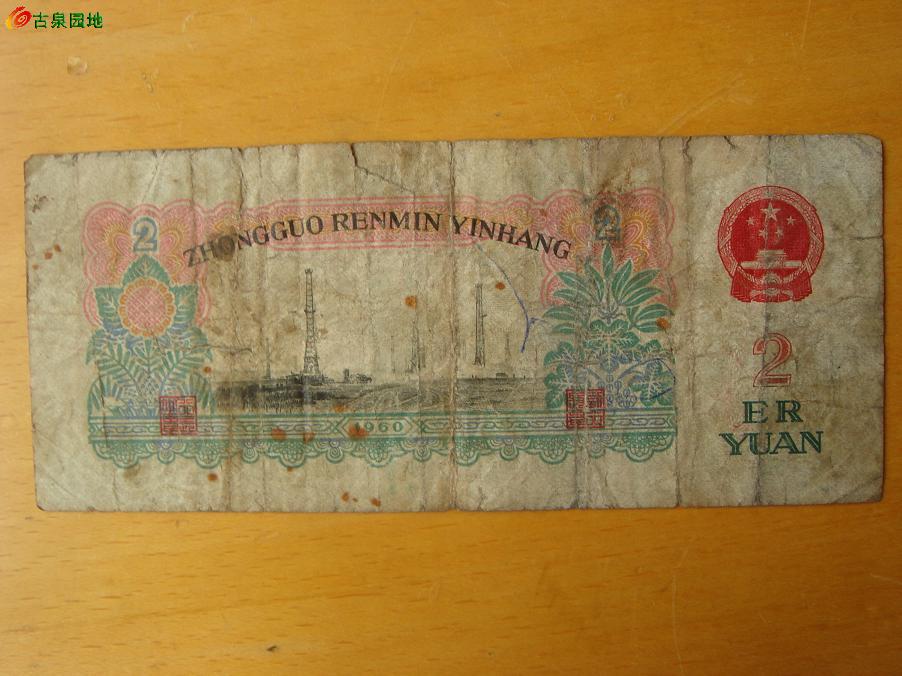 古泉园地
ZHONGGUO RENMIN YINHANG
2
2
2
ER
YUAN
1960